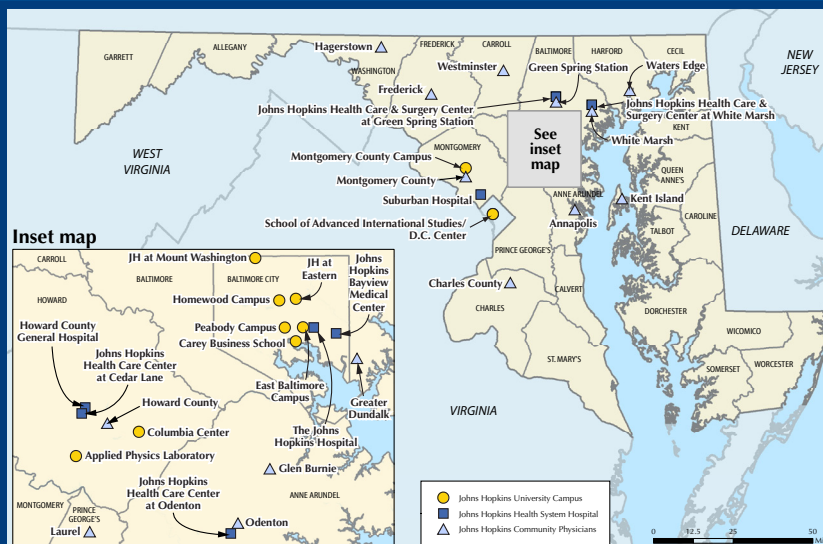 GARRETT
ALLEGANY
Hagerstown
WASHINGTON
FREDERICK
CARROLL
BALTIMORE
HARFORD
CECIL
NEW
JERSEY
Westminster
Green Spring Station
Waters Edge
Frederick
Johns Hopkins Health Care & Surgery Center
at Green Spring Station
Johns Hopkins Health Care &
Surgery Center at White Marsh
KENT
White Marsh
WEST
VIRGINIA
See
inset
map
MONTGOMERY
Montgomery County Campus
Montgomery County
Suburban Hospital
School of Advanced International Studies/
D.C. Center
ANNE ARUNDEL
Annapolis
QUEEN
ANNE'S
Kent Island
CAROLINE
TALBOT
DELAWARE
PRINCE GEORGE'S
Charles County
CHARLES
CALVERT
DORCHESTER
ST. MARY'S
WICOMICO
SOMERSET
WORCESTER
VIRGINIA
Inset map
CARROLL
JH at Mount Washington
BALTIMORE
BALTIMORE CITY
JH at
Eastern
Johns
Hopkins
Bayview
Medical
Center
HOWARD
Homewood Campus
Howard County
General Hospital
Peabody Campus
Carey Business School
Johns Hopkins
Health Care Center
at Cedar Lane
East Baltimore
Campus
Greater
Dundalk
Howard County
The Johns
Hopkins Hospital
Columbia Center
Applied Physics Laboratory
Glen Burnie
Johns Hopkins
Health Care Center
at Odenton
ANNE ARUNDEL
MONTGOMERY
PRINCE
GEORGE'S
Laurel
Odenton
Johns Hopkins University Campus
Johns Hopkins Health System Hospital
Johns Hopkins Community Physicians
0 12.5 25 50